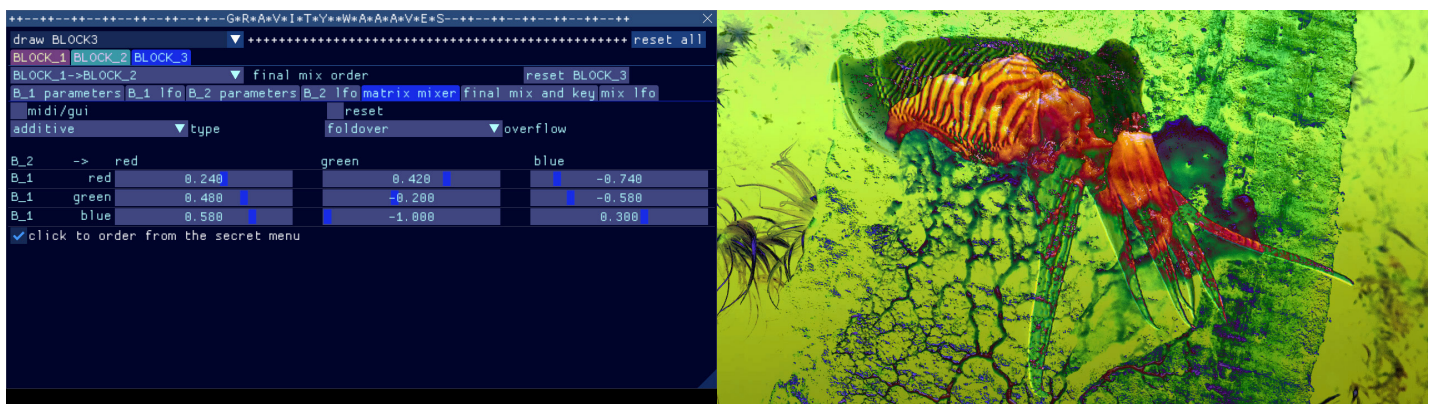 ++--++--++--++--++--++--G*R*A*V*I*T*Y**W*A*A*A*V*E*S--++--++--++--++--++--++
draw BLOCK3 +++++++++++++++++++++++++++++++++++++++++++++++++ reset all
BLOCK_1 BLOCK_2 BLOCK_3
BLOCK_1->BLOCK_2 final mix order reset BLOCK_3
B_1 parameters B_1 lfo B_2 parameters B_2 lfo matrix mixer final mix and key mix lfo
midi/gui reset
additive type foldover overflow
B_2 -> red green blue
B_1 red 0.240 0.420 -0.740
B_1 green 0.480 -0.200 -0.580
B_1 blue 0.580 -1.000 0.300
click to order from the secret menu